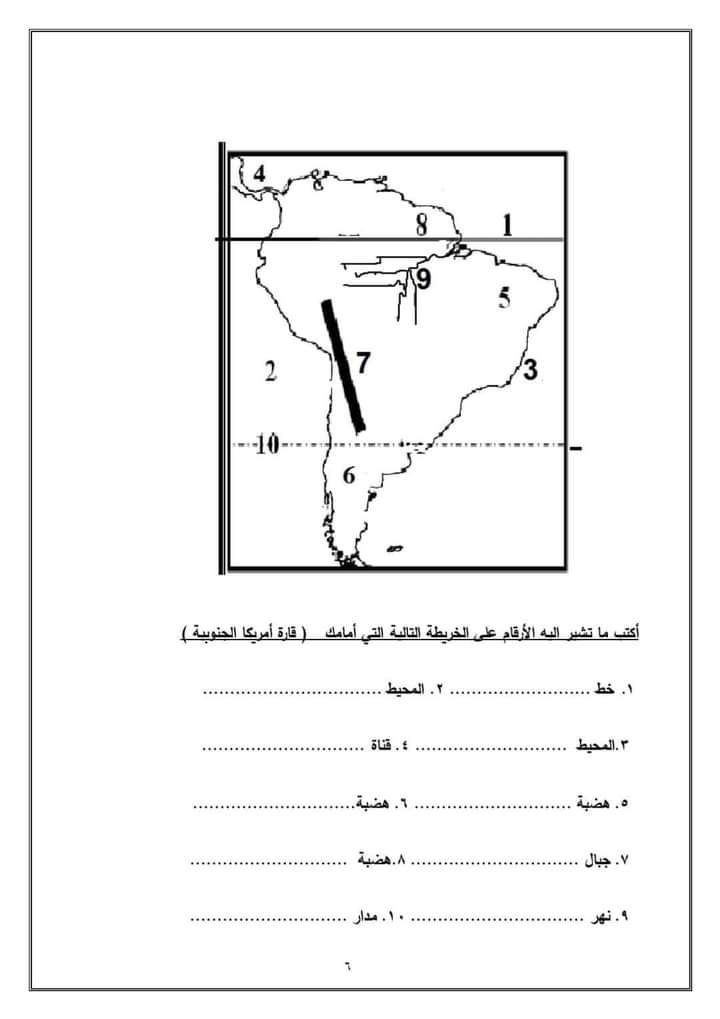 4
8
1
9
5
7
3
2
10
6
أكتب ما تشير اليه الأرقام على الخريطة التالية التي أمامك ( قارة أمريكا الجنوبية )
١. خط .......................... ٢. المحيط .................................
٣.المحيط ............................ ٤. قناة ..............................
٥. هضبة ............................. ٦. هضبة..............................
٧. جبال ............................... ٨.هضبة .............................
٩. نهر ................................ ١٠. مدار .............................
٦